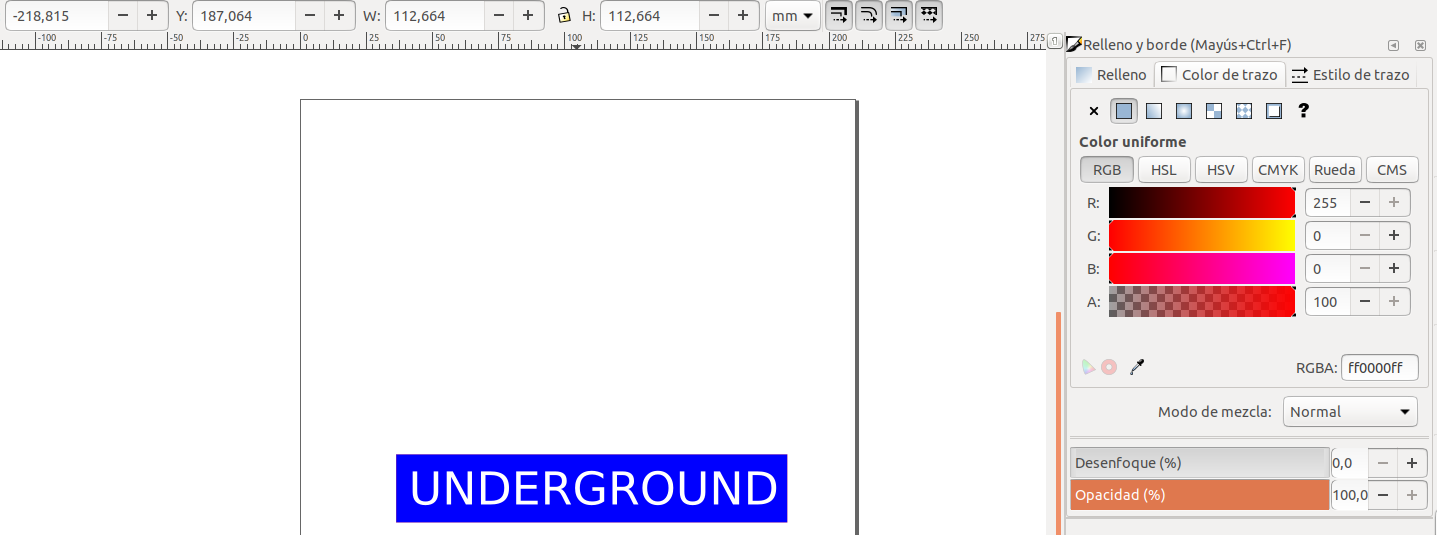 -218,815 Y: 187,064 W: 112,664 H: 112,664 mm
-100 -75 -50 -25 0 25 50 75 100 125 150 175 200 225 250 275
Relleno y borde (Mayús+Ctrl+F)
Relleno Color de trazo Estilo de trazo
Color uniforme
RGB HSL HSV CMYK Rueda CMS
R: 255
G: 0
B: 0
A: 100
RGBA: ff0000ff
Modo de mezcla: Normal
Desenfoque (%) 0,0
Opacidad (%) 100,0
UNDERGROUND